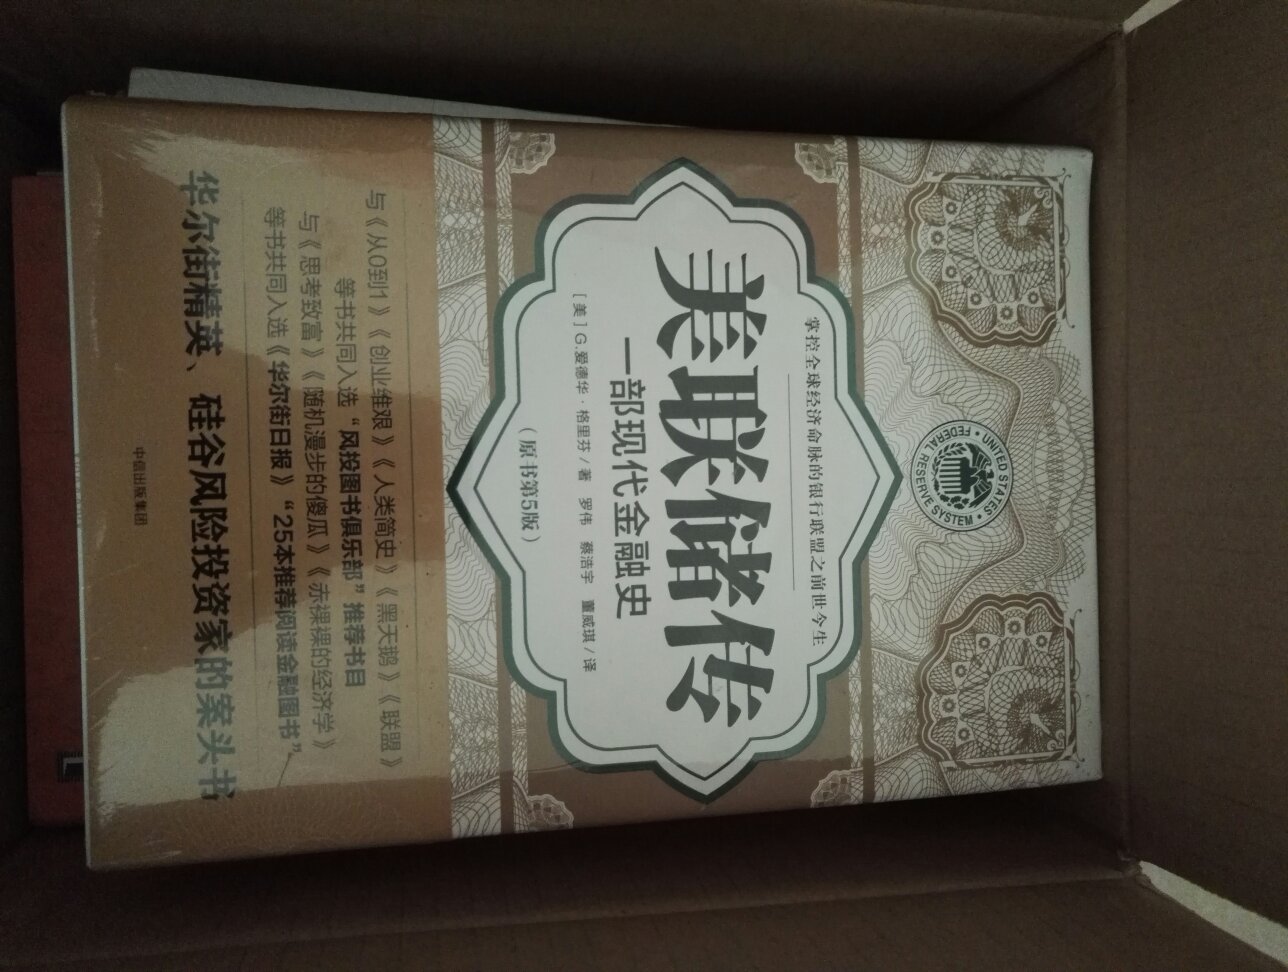 UNITED STATES
FEDERAL RESERVE SYSTEM
掌控全球经济命脉的银行联盟之前世今生
美联储传
一部现代金融史
[美]G.爱德华·格里芬/著 罗伟 蔡浩宇 董威琪/译
(原书第5版)
与《从0到1》《创业维艰》《人类简史》《黑天鹅》《联盟》
等书共同入选“风投图书俱乐部”推荐书目
与《思考致富》《随机漫步的傻瓜》《赤裸裸的经济学》
等书共同入选《华尔街日报》“25本推荐阅读金融图书”
华尔街精英、硅谷风险投资家的案头书
中信出版集团